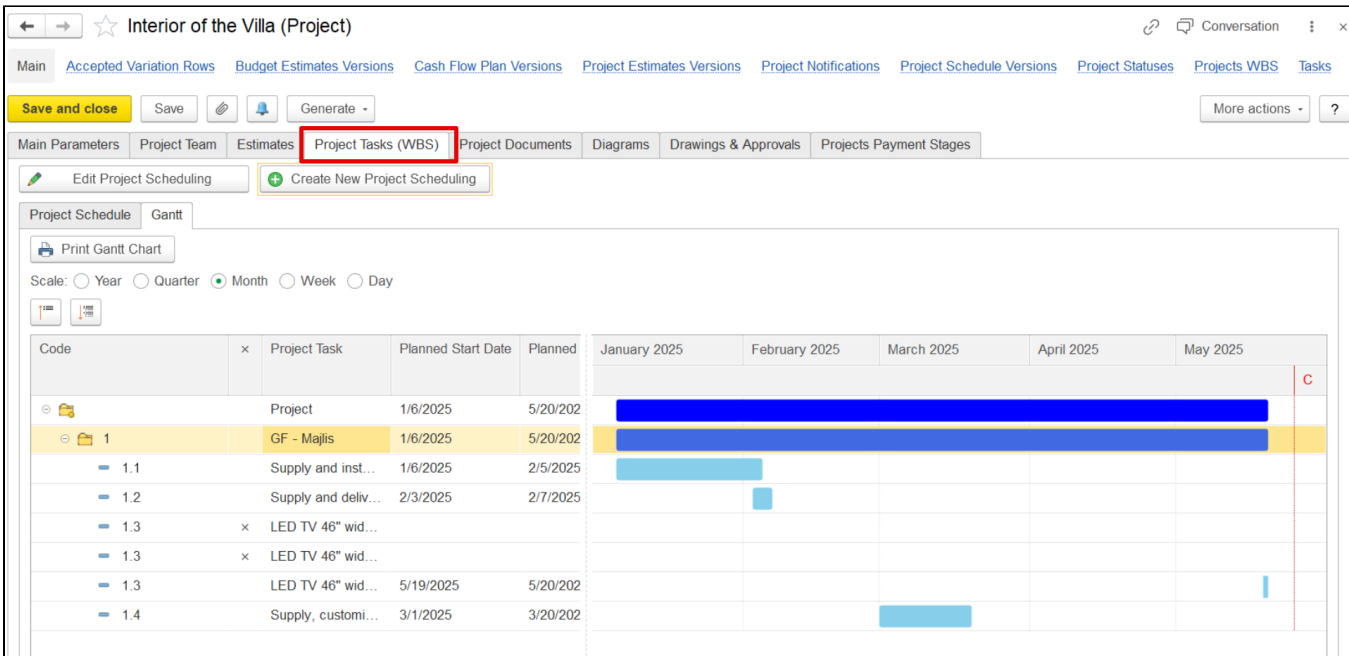 Interior of the Villa (Project) Conversation
Main Accepted Variation Rows Budget Estimates Versions Cash Flow Plan Versions Project Estimates Versions Project Notifications Project Schedule Versions Project Statuses Projects WBS Tasks
Save and close Save Generate More actions ?
Main Parameters Project Team Estimates Project Tasks (WBS) Project Documents Diagrams Drawings & Approvals Projects Payment Stages
Edit Project Scheduling Create New Project Scheduling
Project Schedule Gantt
Print Gantt Chart
Scale: Year Quarter Month Week Day
Code × Project Task Planned Start Date Planned January 2025 February 2025 March 2025 April 2025 May 2025
C
Project 1/6/2025 5/20/202
1 GF - Majlis 1/6/2025 5/20/202
1.1 Supply and inst... 1/6/2025 2/5/2025
1.2 Supply and deliv... 2/3/2025 2/7/2025
1.3 × LED TV 46" wid...
1.3 × LED TV 46" wid...
1.3 LED TV 46" wid... 5/19/2025 5/20/202
1.4 Supply, customi... 3/1/2025 3/20/202